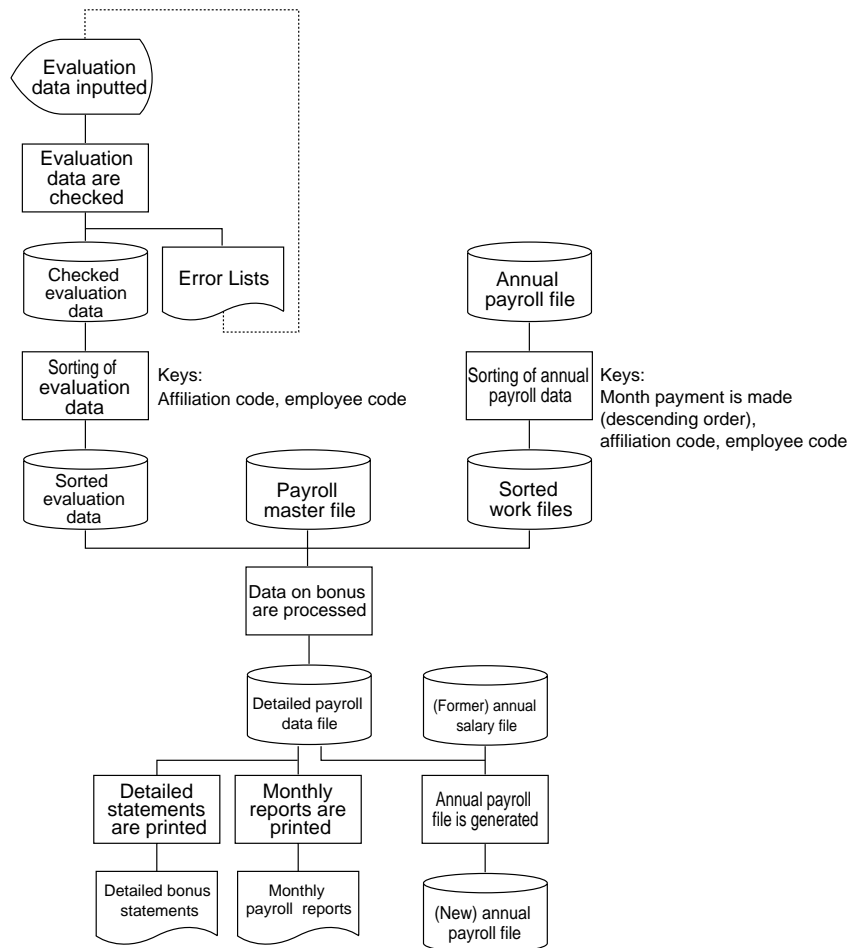 Evaluation
data inputted
Evaluation
data are
checked
Checked
evaluation
data
Error Lists
Annual
payroll file
Sorting of
evaluation
data
Keys:
Affiliation code, employee code
Sorting of annual
payroll data
Keys:
Month payment is made
(descending order),
affiliation code, employee code
Sorted
evaluation
data
Payroll
master file
Sorted
work files
Data on bonus
are processed
Detailed payroll
data file
(Former) annual
salary file
Detailed
statements
are printed
Monthly
reports are
printed
Annual payroll
file is generated
Detailed bonus
statements
Monthly
payroll reports
(New) annual
payroll file